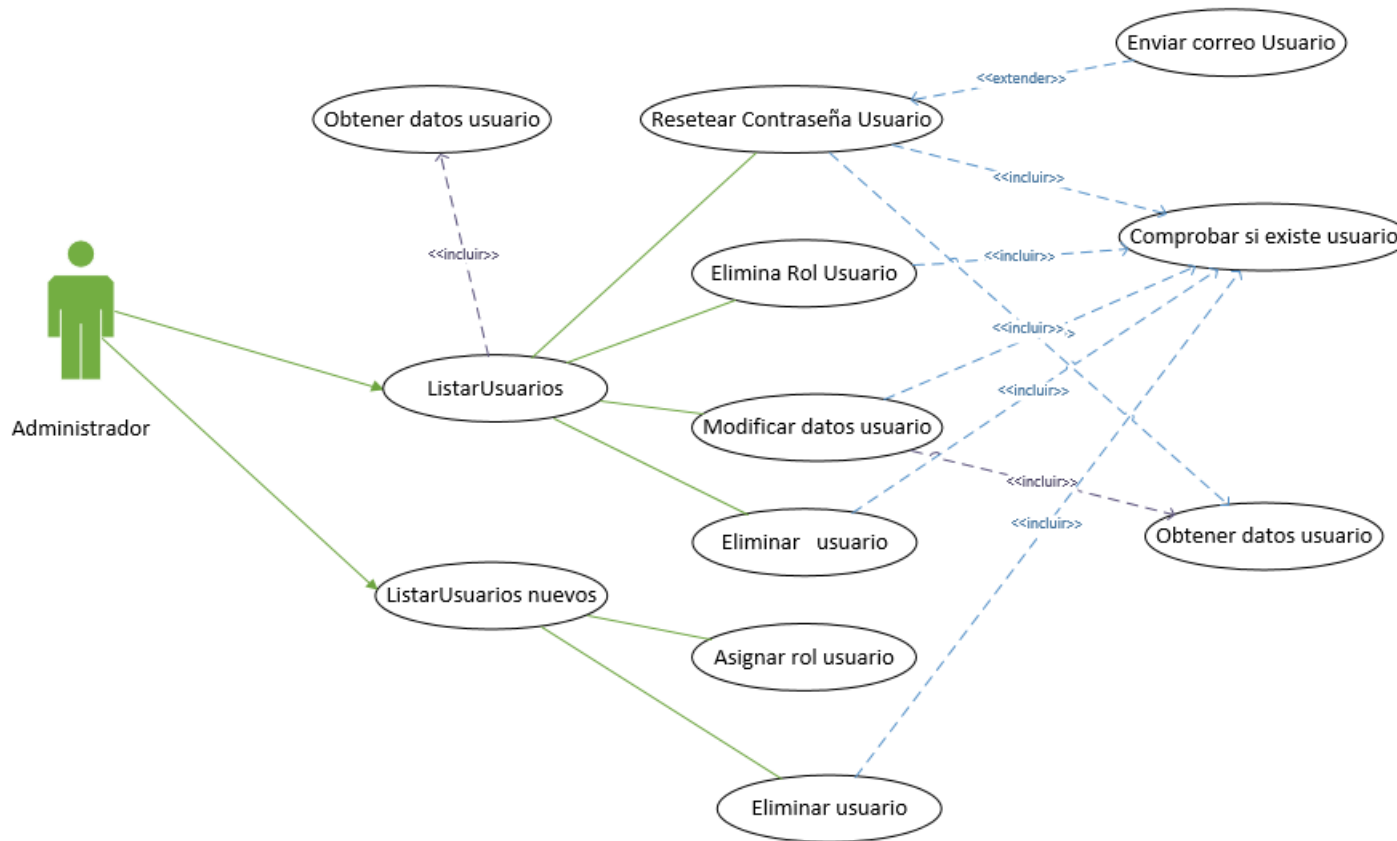 Enviar correo Usuario
<<extender>>
Obtener datos usuario
Resetear Contraseña Usuario
<<incluir>>
Comprobar si existe usuario
<<incluir>>
Elimina Rol Usuario
<<incluir>>
<<incluir>>
ListarUsuarios
<<incluir>>
Administrador
Modificar datos usuario
<<incluir>>
<<incluir>>
Eliminar usuario
Obtener datos usuario
ListarUsuarios nuevos
Asignar rol usuario
Eliminar usuario